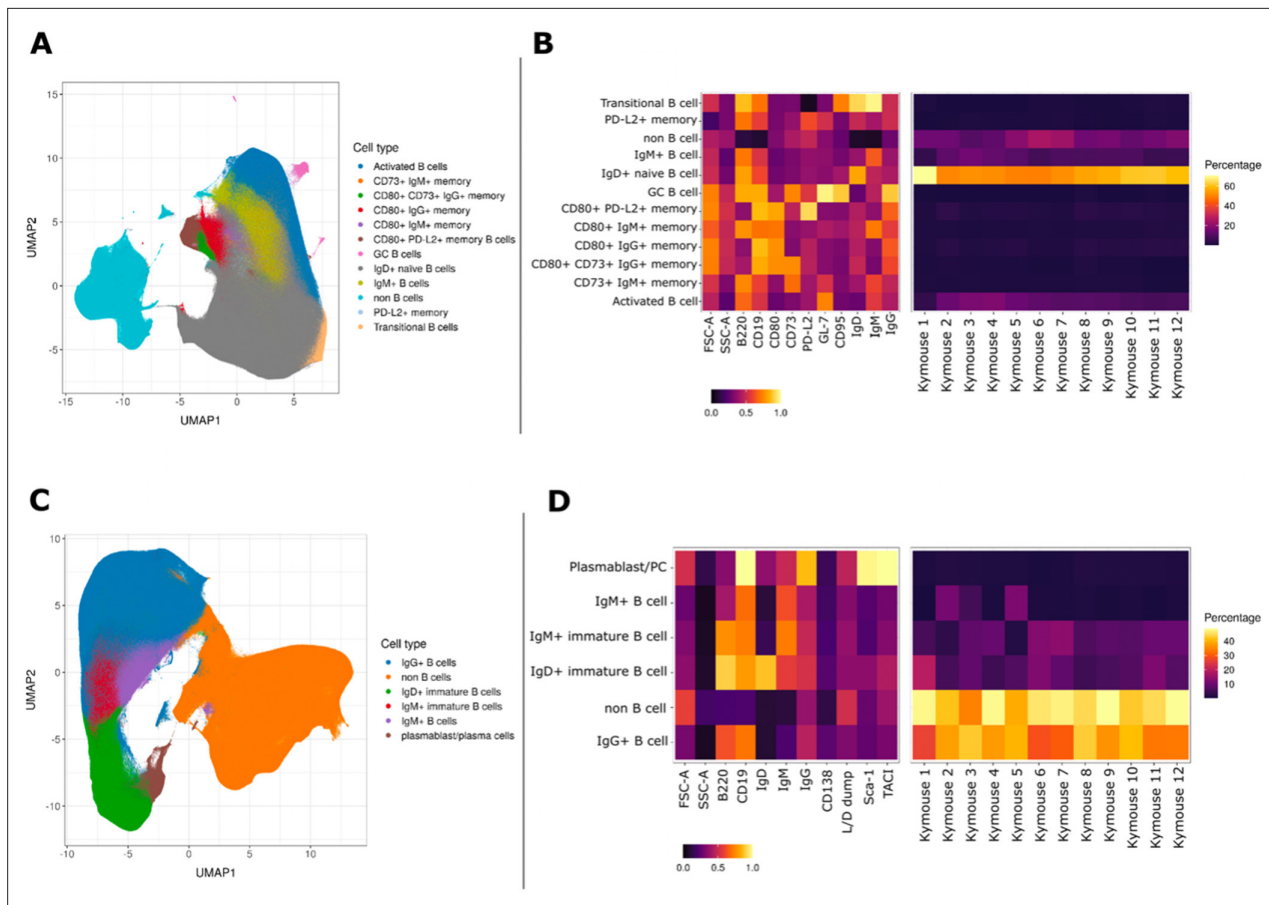 A
15
10
5
0
-5
-15
-10
-5
0
5
UMAP2
UMAP1
Cell type
Activated B cells
CD73+ IgM+ memory
CD80+ CD73+ IgG+ memory
CD80+ IgG+ memory
CD80+ IgM+ memory
CD80+ PD-L2+ memory B cells
GC B cells
IgD+ naïve B cells
IgM+ B cells
non B cells
PD-L2+ memory
Transitional B cells
B
Transitional B cell
PD-L2+ memory
non B cell
IgM+ B cell
IgD+ naive B cell
GC B cell
CD80+ PD-L2+ memory
CD80+ IgM+ memory
CD80+ IgG+ memory
CD80+ CD73+ IgG+ memory
CD73+ IgM+ memory
Activated B cell
FSC-A
SSC-A
B220
CD19
CD80
CD73
PD-L2
GL-7
CD95
IgD
IgM
IgG
0.0
0.5
1.0
Kymouse 1
Kymouse 2
Kymouse 3
Kymouse 4
Kymouse 5
Kymouse 6
Kymouse 7
Kymouse 8
Kymouse 9
Kymouse 10
Kymouse 11
Kymouse 12
Percentage
60
40
20
C
10
5
0
-5
-10
-10
-5
0
5
10
UMAP2
UMAP1
Cell type
IgG+ B cells
non B cells
IgD+ immature B cells
IgM+ immature B cells
IgM+ B cells
plasmablast/plasma cells
D
Plasmablast/PC
IgM+ B cell
IgM+ immature B cell
IgD+ immature B cell
non B cell
IgG+ B cell
FSC-A
SSC-A
B220
CD19
IgD
IgM
IgG
CD138
L/D dump
Sca-1
TACI
0.0
0.5
1.0
Kymouse 1
Kymouse 2
Kymouse 3
Kymouse 4
Kymouse 5
Kymouse 6
Kymouse 7
Kymouse 8
Kymouse 9
Kymouse 10
Kymouse 11
Kymouse 12
Percentage
40
30
20
10